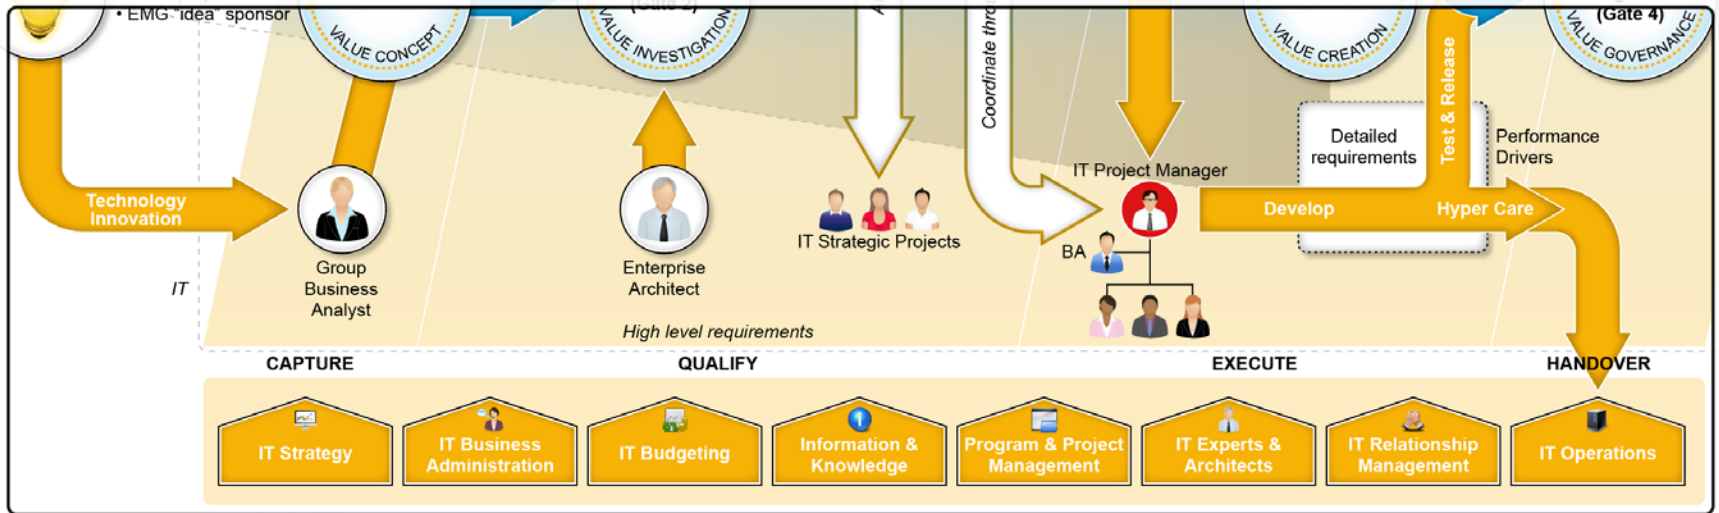 • EMG "idea" sponsor
VALUE CONCEPT
(Gate 2)
VALUE INVESTIGATION
Coordinate
VALUE CREATION
(Gate 4)
VALUE GOVERNANCE
Test & Release
Detailed
requirements
Performance
Drivers
IT Project Manager
Technology
Innovation
Develop
Hyper Care
IT Strategic Projects
BA
Group
Business
Analyst
Enterprise
Architect
IT
High level requirements
CAPTURE
QUALIFY
EXECUTE
HANDOVER
IT Strategy
IT Business
Administration
IT Budgeting
Information &
Knowledge
Program & Project
Management
IT Experts &
Architects
IT Relationship
Management
IT Operations